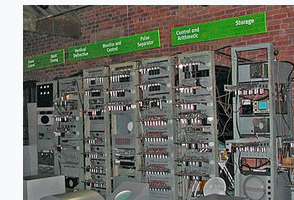 Vertical
Deflection
Monitor and
Control
Pulse
Separator
Control and
Arithmetic
Storage